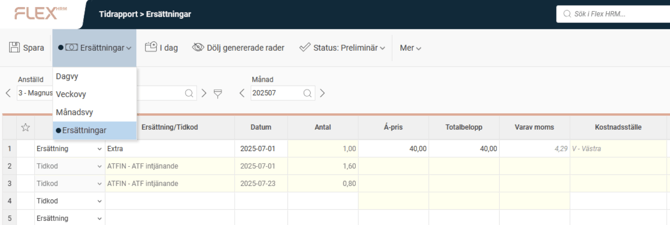 FLEX HRM
Tidrapport > Ersättningar
Sök i Flex HRM...
Spara
Ersättningar
I dag
Dölj genererade rader
Status: Preliminär
Mer
Dagvy
Veckovy
Månadsvy
Ersättningar
Anställd
3 - Magnus
Månad
202507
Ersättning/Tidkod Datum Antal Á-pris Totalbelopp Varav moms Kostnadsställe
1 Ersättning Extra 2025-07-01 1,00 40,00 40,00 4,29 V - Västra
2 Tidkod ATFIN - ATF intjänande 2025-07-01 1,60
3 Tidkod ATFIN - ATF intjänande 2025-07-23 0,80
4 Tidkod
5 Ersättning